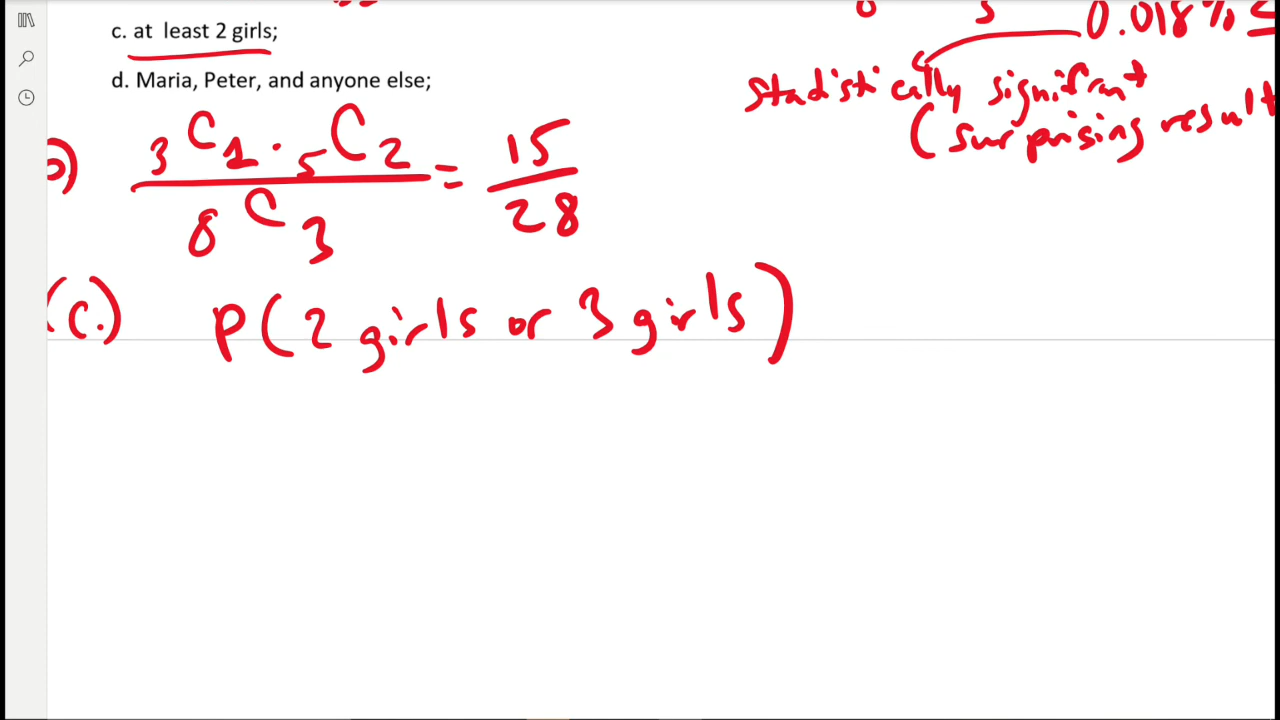 c. at least 2 girls;
0.018% ≤
d. Maria, Peter, and anyone else;
stadistically signifrant
(surprising result
b)
3C1 · 5C2 / 8C3 = 15/28
(c.) P(2 girls or 3 girls)